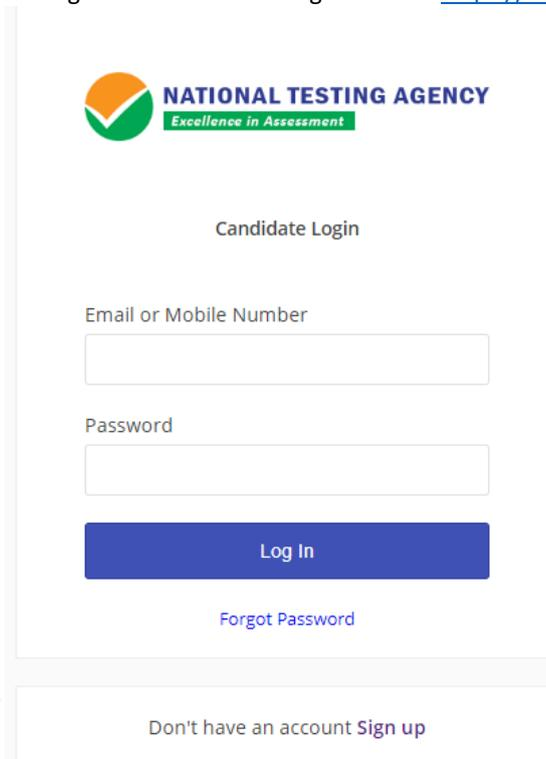 NATIONAL TESTING AGENCY
Excellence in Assessment
Candidate Login
Email or Mobile Number
Password
Log In
Forgot Password
Don't have an account Sign up